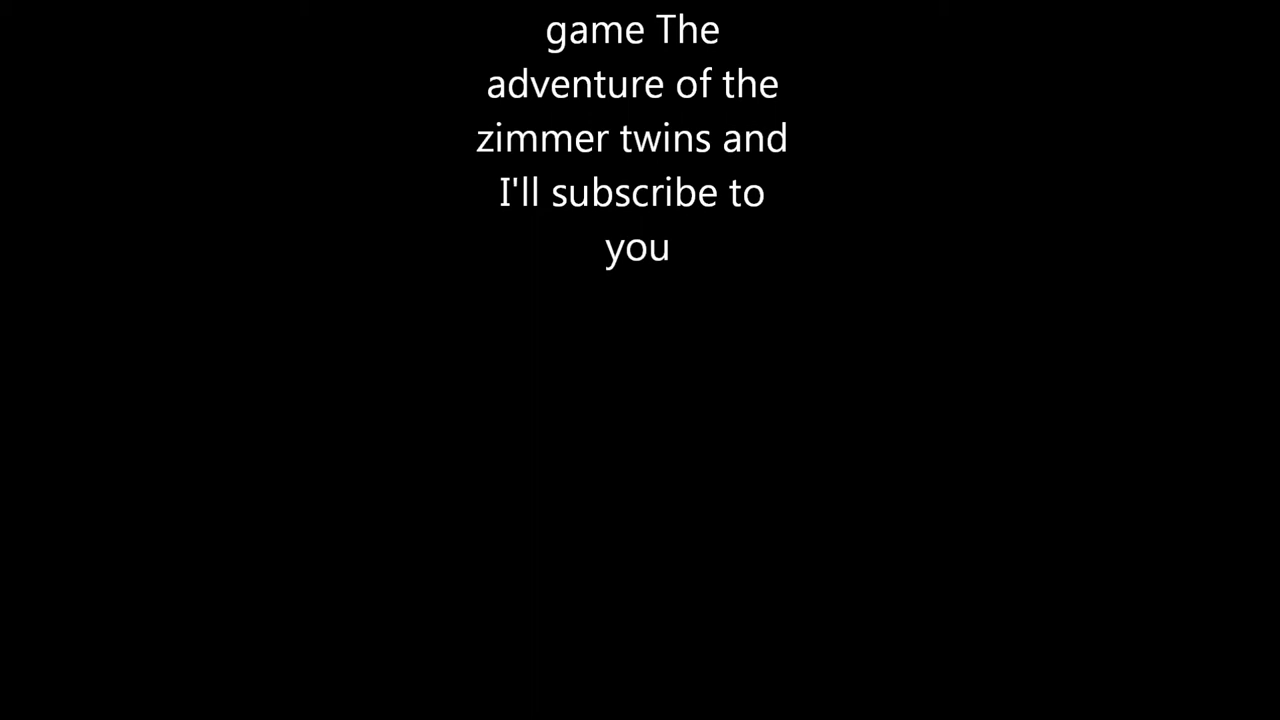 game The
adventure of the
zimmer twins and
I'll subscribe to
you